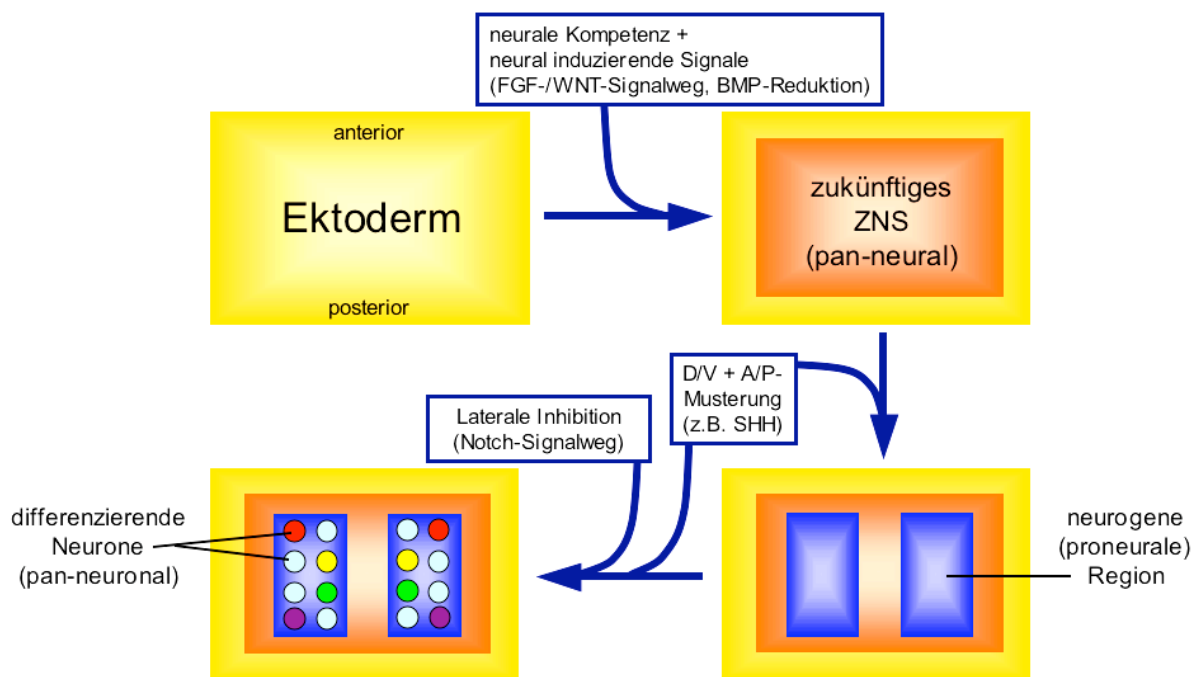 neurale Kompetenz +
neural induzierende Signale
(FGF-/WNT-Signalweg, BMP-Reduktion)
anterior
Ektoderm
posterior
zukünftiges
ZNS
(pan-neural)
D/V + A/P-
Musterung
(z.B. SHH)
Laterale Inhibition
(Notch-Signalweg)
differenzierende
Neurone
(pan-neuronal)
neurogene
(proneurale)
Region